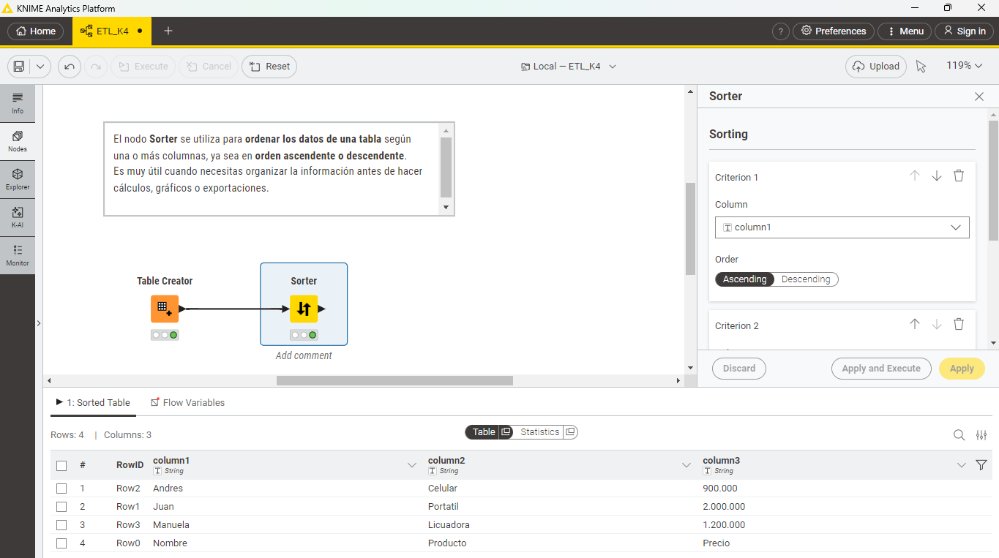 KNIME Analytics Platform
Home
ETL_K4
?
Preferences
Menu
Sign in
Execute
Cancel
Reset
Local — ETL_K4
Upload
119%
Info
Nodes
Explorer
K-AI
Monitor
El nodo Sorter se utiliza para ordenar los datos de una tabla según
una o más columnas, ya sea en orden ascendente o descendente.
Es muy útil cuando necesitas organizar la información antes de hacer
cálculos, gráficos o exportaciones.
Table Creator
Sorter
Add comment
Sorter
Sorting
Criterion 1
Column
T column1
Order
Ascending Descending
Criterion 2
Discard
Apply and Execute
Apply
1: Sorted Table
Flow Variables
Rows: 4 | Columns: 3
Table
Statistics
# RowID column1 column2 column3
T String T String T String
1 Row2 Andres Celular 900.000
2 Row1 Juan Portatil 2.000.000
3 Row3 Manuela Licuadora 1.200.000
4 Row0 Nombre Producto Precio